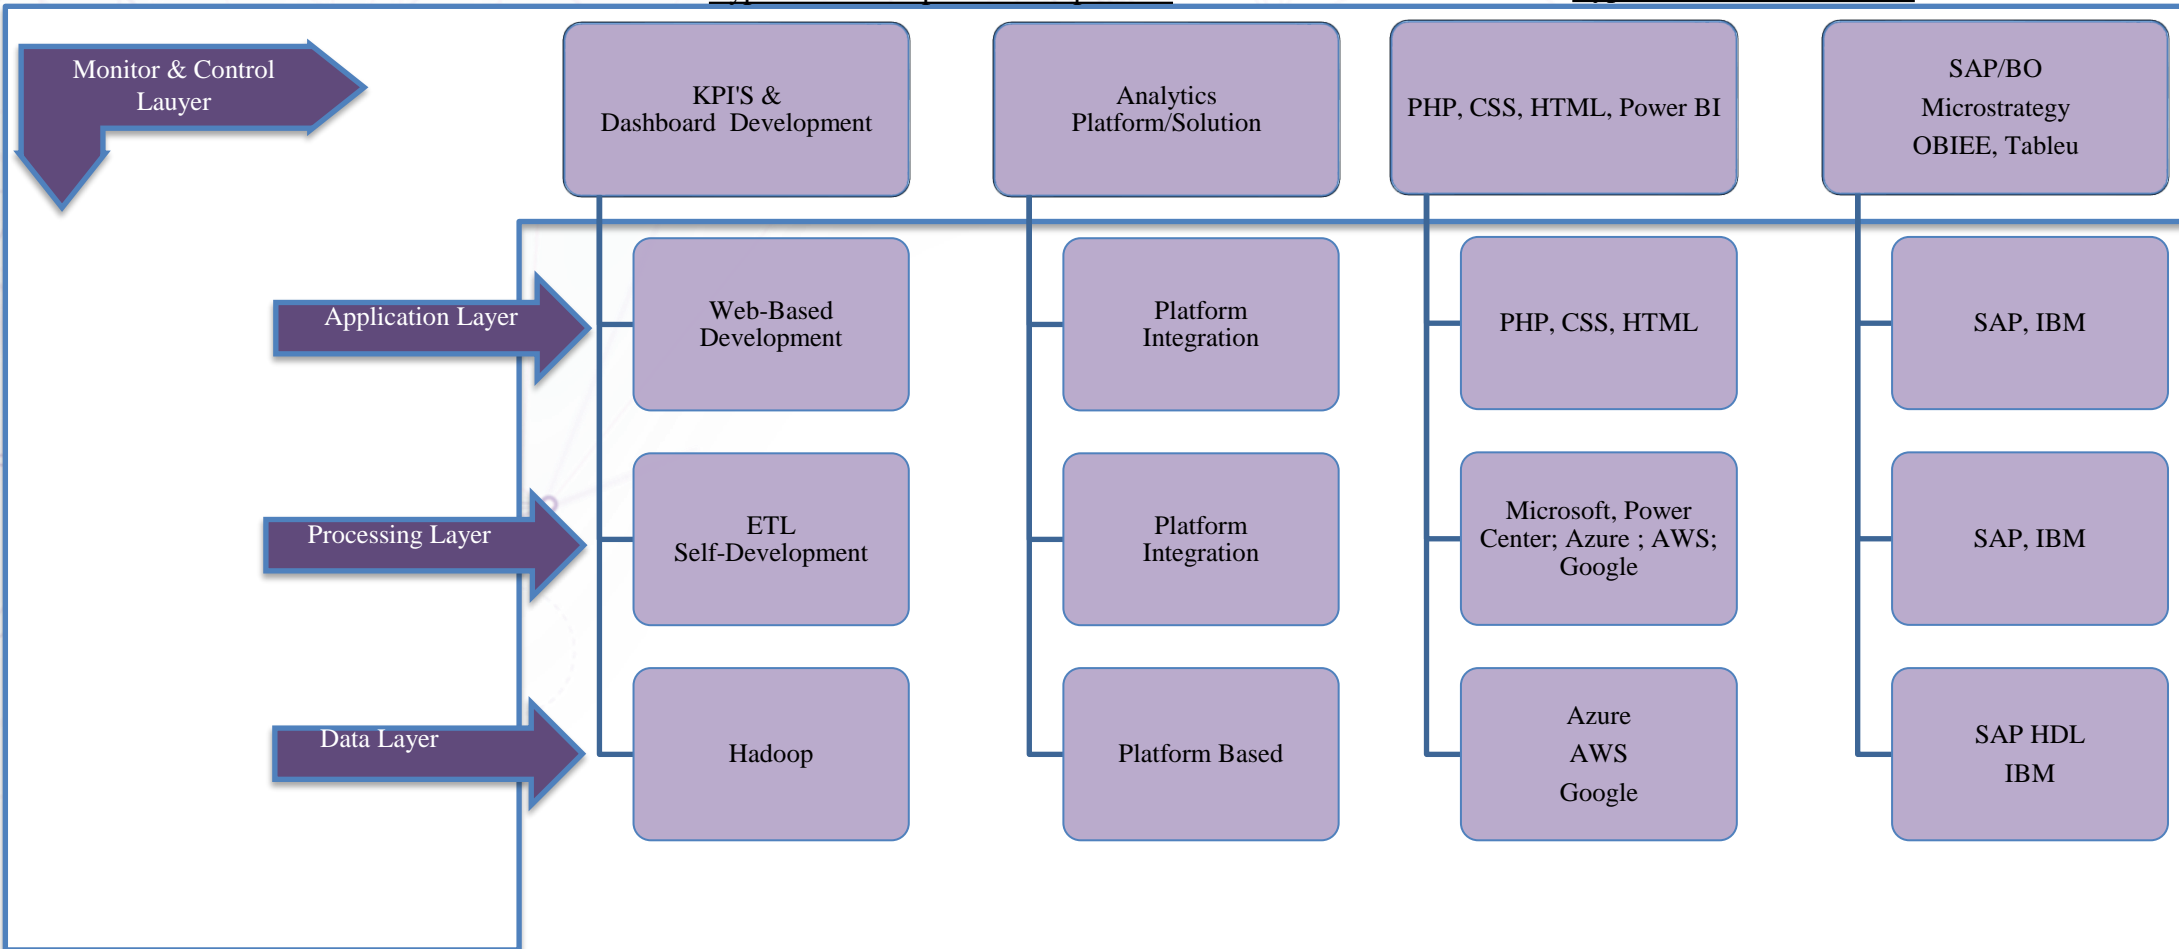 Monitor & Control
Lauyer
KPI'S &
Dashboard Development
Analytics
Platform/Solution
PHP, CSS, HTML, Power BI
SAP/BO
Microstrategy
OBIEE, Tableu
Application Layer
Web-Based
Development
Platform
Integration
PHP, CSS, HTML
SAP, IBM
Processing Layer
ETL
Self-Development
Platform
Integration
Microsoft, Power
Center; Azure ; AWS;
Google
SAP, IBM
Data Layer
Hadoop
Platform Based
Azure
AWS
Google
SAP HDL
IBM